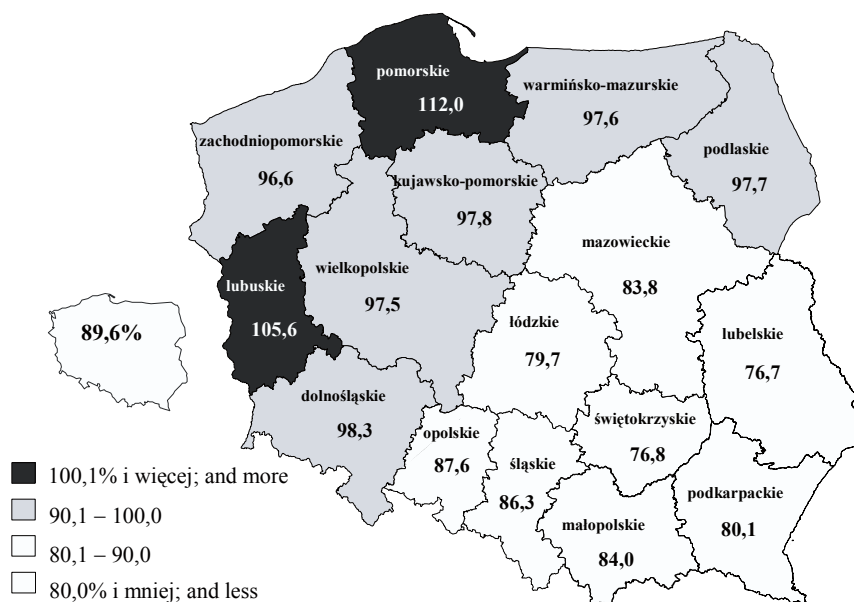 pomorskie
112,0
warmińsko-mazurskie
97,6
zachodniopomorskie
96,6
podlaskie
97,7
kujawsko-pomorskie
97,8
mazowieckie
83,8
wielkopolskie
97,5
lubuskie
105,6
89,6%
łódzkie
79,7
lubelskie
76,7
dolnośląskie
98,3
opolskie
87,6
świętokrzyskie
76,8
śląskie
86,3
podkarpackie
80,1
małopolskie
84,0
100,1% i więcej; and more
90,1 – 100,0
80,1 – 90,0
80,0% i mniej; and less